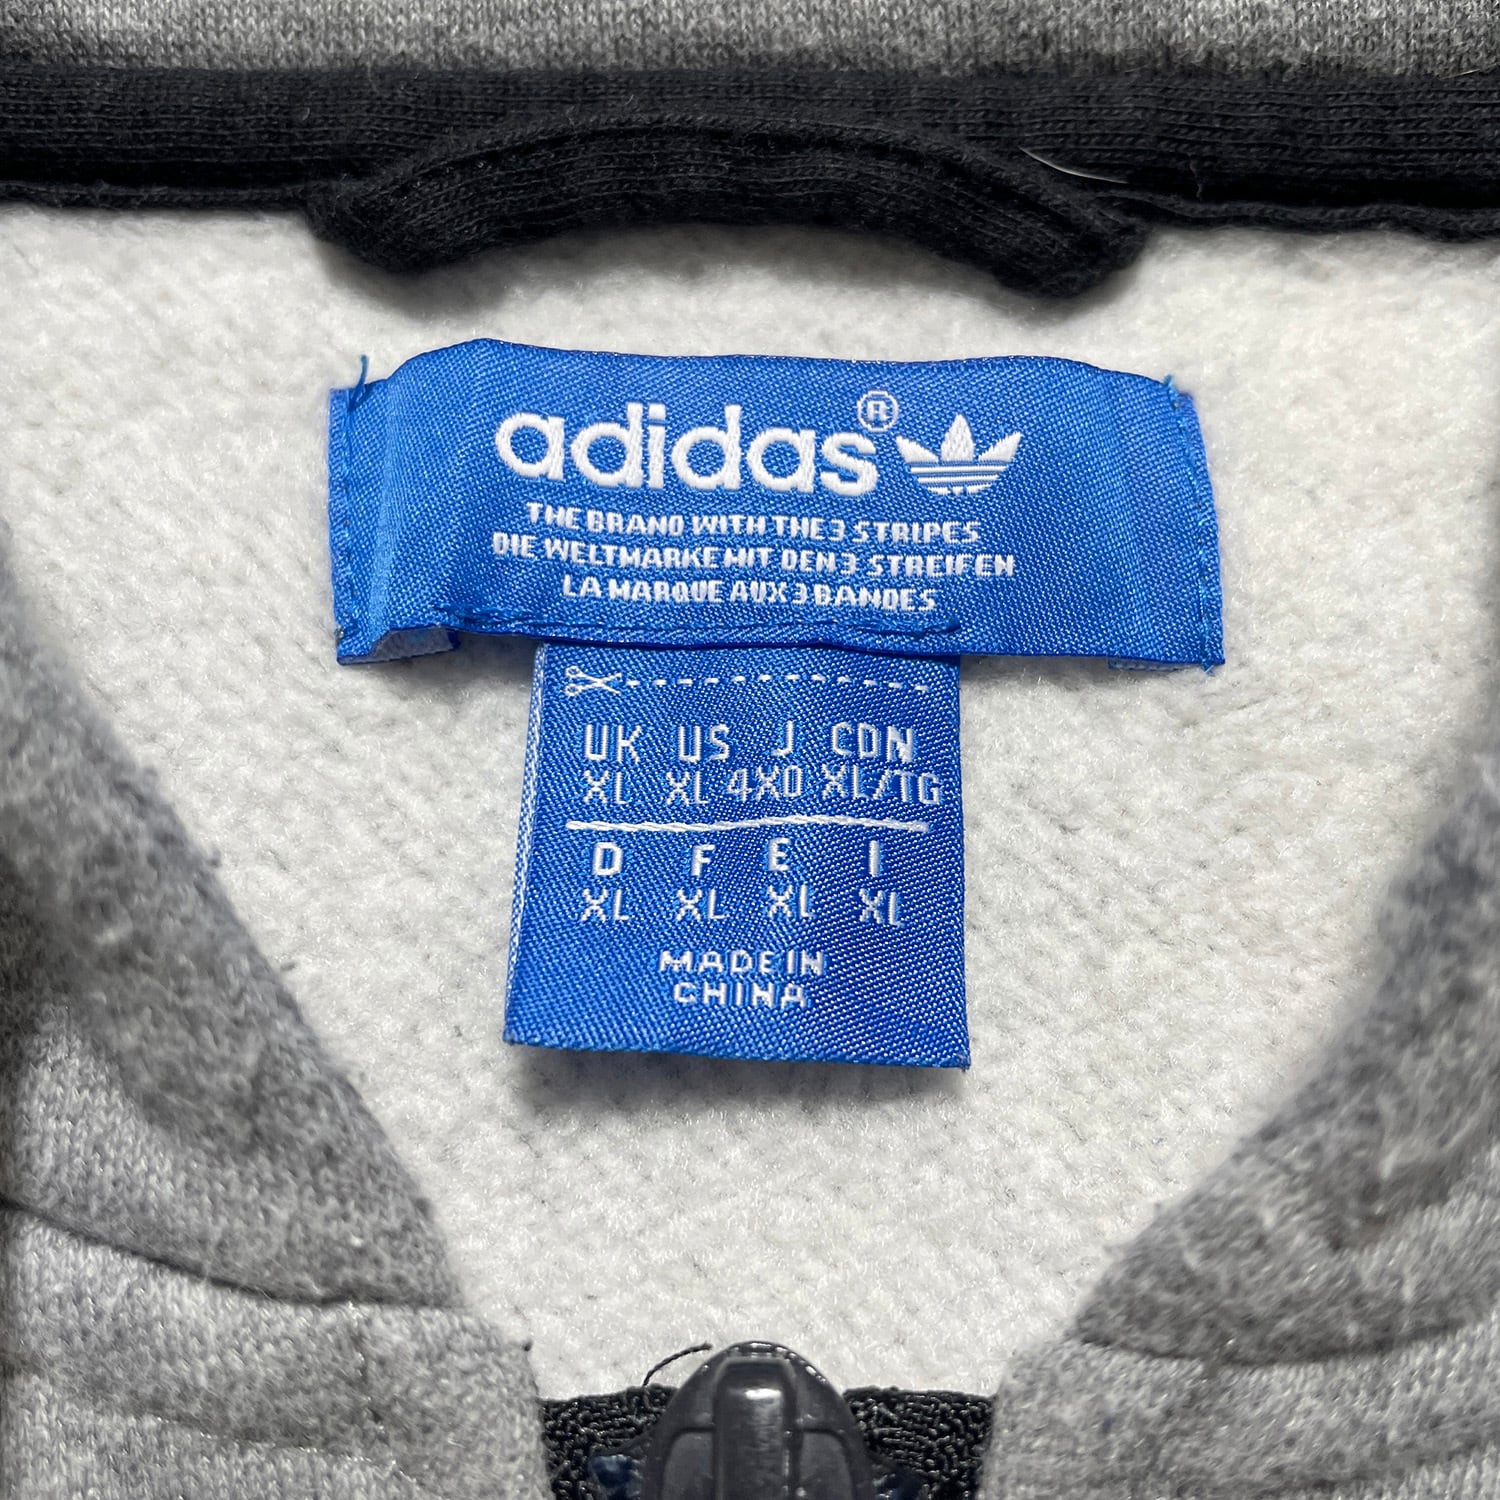 adidas®
THE BRAND WITH THE 3 STRIPES
DIE WELTMARKE MIT DEN 3 STREIFEN
LA MARQUE AUX 3 BANDES
UK US J CDN
XL XL 4XO XL/TG
D F E I
XL XL XL XL
MADE IN
CHINA